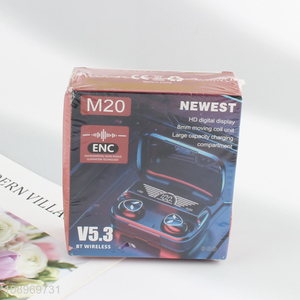 M20
NEWEST
HD digital display
8mm moving coil unit
Large capacity charging
compartment
ENC
V5.3
BT WIRELESS
MODERN VILLA